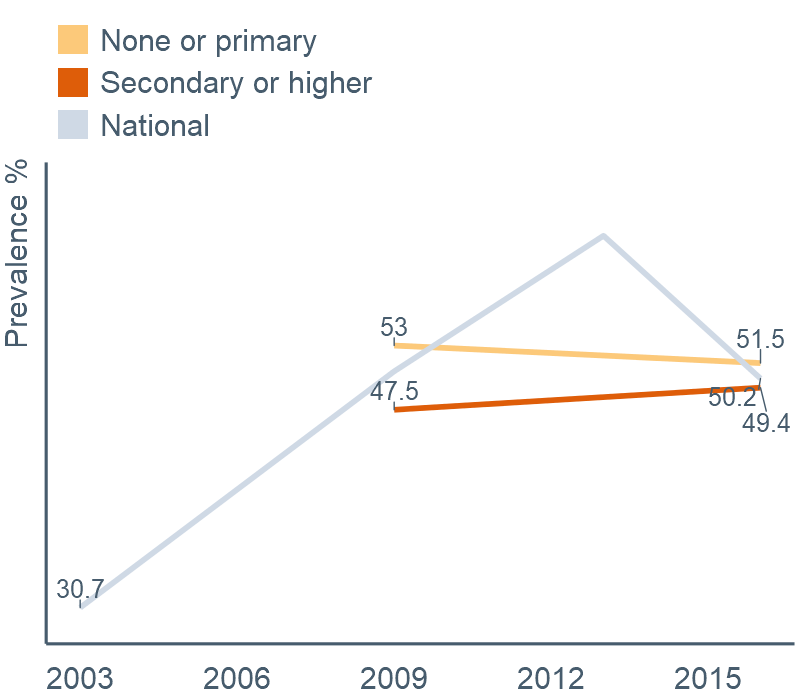 None or primary
Secondary or higher
National
Prevalence %
53
51.5
47.5
50.2
49.4
30.7
2003 2006 2009 2012 2015